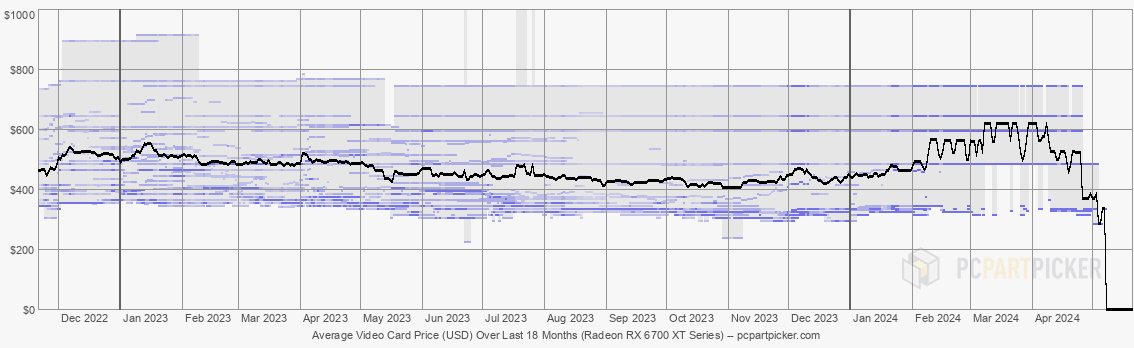 $1000
$800
$600
$400
$200
$0
Dec 2022 Jan 2023 Feb 2023 Mar 2023 Apr 2023 May 2023 Jun 2023 Jul 2023 Aug 2023 Sep 2023 Oct 2023 Nov 2023 Dec 2023 Jan 2024 Feb 2024 Mar 2024 Apr 2024
Average Video Card Price (USD) Over Last 18 Months (Radeon RX 6700 XT Series) -- pcpartpicker.com
PCPARTPICKER